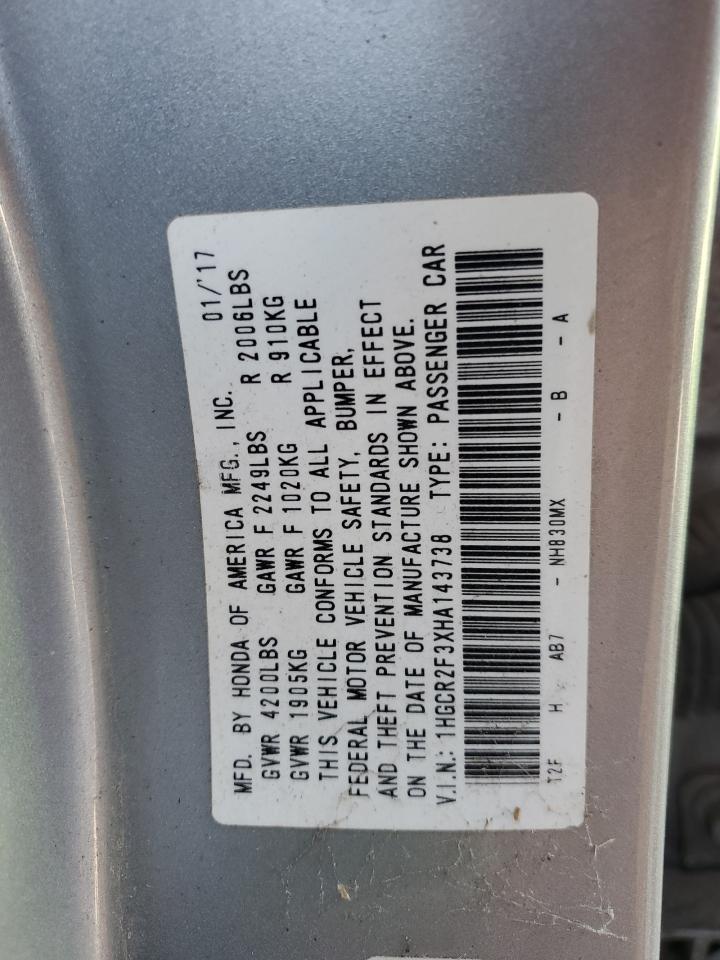 MFD. BY HONDA OF AMERICA MFG., INC. 01/'17
GVWR 4200LBS GAWR F 2249LBS R 2006LBS
GVWR 1905KG GAWR F 1020KG R 910KG
THIS VEHICLE CONFORMS TO ALL APPLICABLE
FEDERAL MOTOR VEHICLE SAFETY, BUMPER,
AND THEFT PREVENTION STANDARDS IN EFFECT
ON THE DATE OF MANUFACTURE SHOWN ABOVE.
V.I.N.: 1HGCR2F3XHA143738 TYPE: PASSENGER CAR
T2F H AB7 - NH830MX - B - A